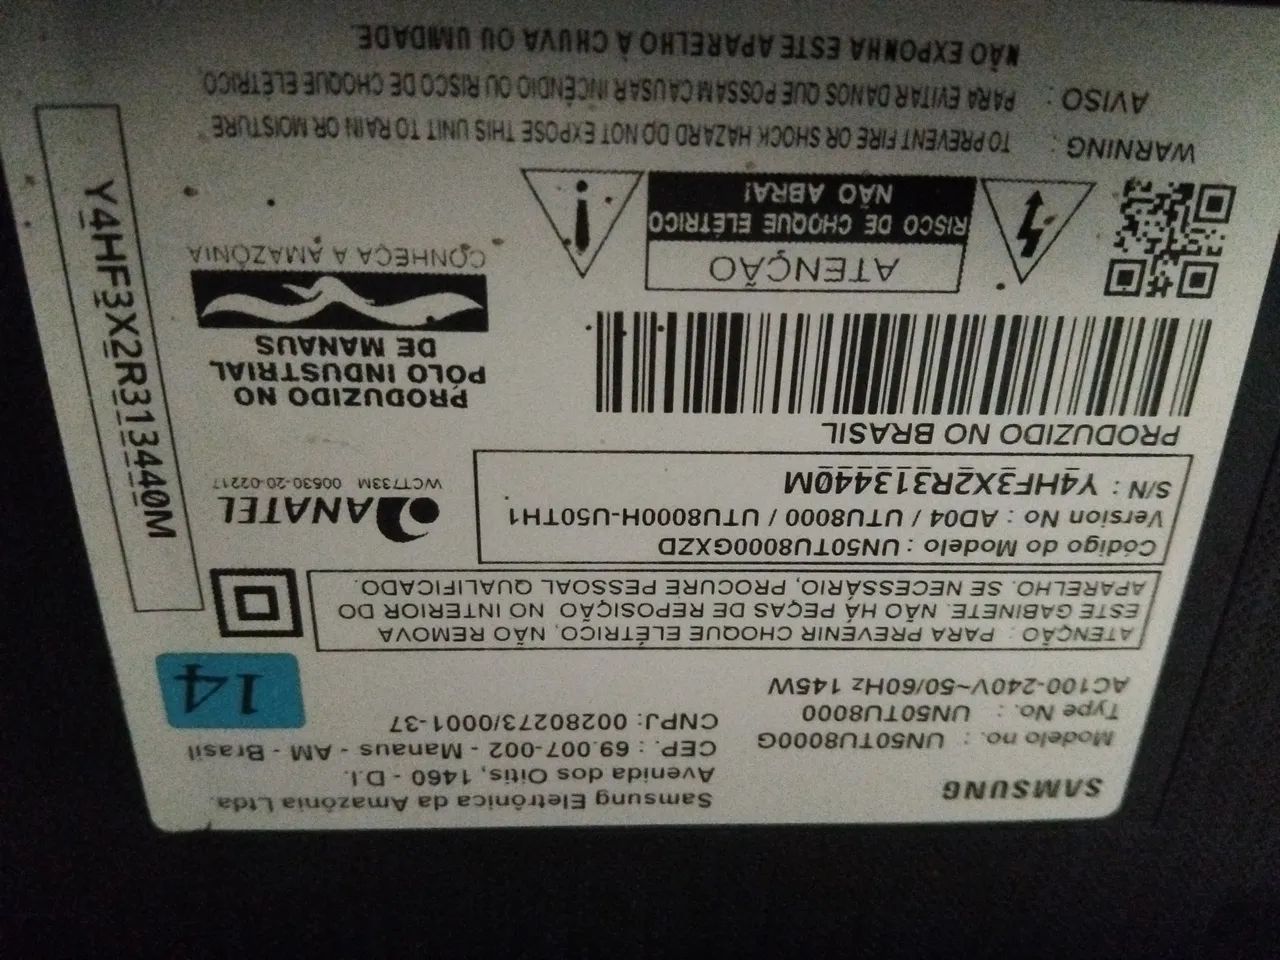 SAMSUNG
Modelo no. : UN50TU8000G
Type No. : UN50TU8000
AC100-240V~50/60Hz 145W
Samsung Eletrônica da Amazônia Ltda.
Avenida dos Oitis, 1460 - D.I.
CEP. : 69.007-002 - Manaus - AM - Brasil
CNPJ: 00280273/0001-37
14
ATENÇÃO : PARA PREVENIR CHOQUE ELÉTRICO, NÃO REMOVA
ESTE GABINETE. NÃO HÁ PEÇAS DE REPOSIÇÃO NO INTERIOR DO
APARELHO. SE NECESSÁRIO, PROCURE PESSOAL QUALIFICADO.
Código do Modelo : UN50TU8000GXZD
Version No : AD04 / UTU8000 / UTU8000H-U50TH1
S/N : Y4HF3X2R313440M
ANATEL
WCT733M 00630-20-02217
PRODUZIDO NO BRASIL
PRODUZIDO NO
PÓLO INDUSTRIAL
DE MANAUS
CONHEÇA A AMAZÔNIA
ATENÇÃO
RISCO DE CHOQUE ELÉTRICO
NÃO ABRA!
WARNING : TO PREVENT FIRE OR SHOCK HAZARD DO NOT EXPOSE THIS UNIT TO RAIN OR MOISTURE
AVISO : PARA EVITAR DANOS QUE POSSAM CAUSAR INCÊNDIO OU RISCO DE CHOQUE ELÉTRICO,
NÃO EXPONHA ESTE APARELHO À CHUVA OU UMIDADE.
Y4HF3X2R313440M